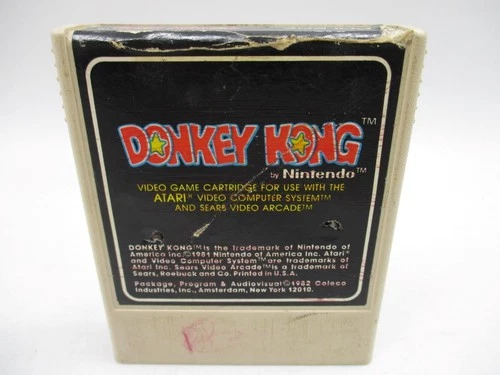 DONKEY KONG™
by Nintendo™
VIDEO GAME CARTRIDGE FOR USE WITH THE
ATARI® VIDEO COMPUTER SYSTEM™
AND SEARS VIDEO ARCADE™
DONKEY KONG™ is the trademark of Nintendo of
America Inc. ©1981 Nintendo of America Inc. Atari®
and Video Computer System™ are trademarks of
Atari Inc. Sears Video Arcade™ is a trademark of
Sears, Roebuck and Co. Printed in U.S.A.
Package, Program & Audiovisual ©1982 Coleco
Industries, Inc., Amsterdam, New York 12010.